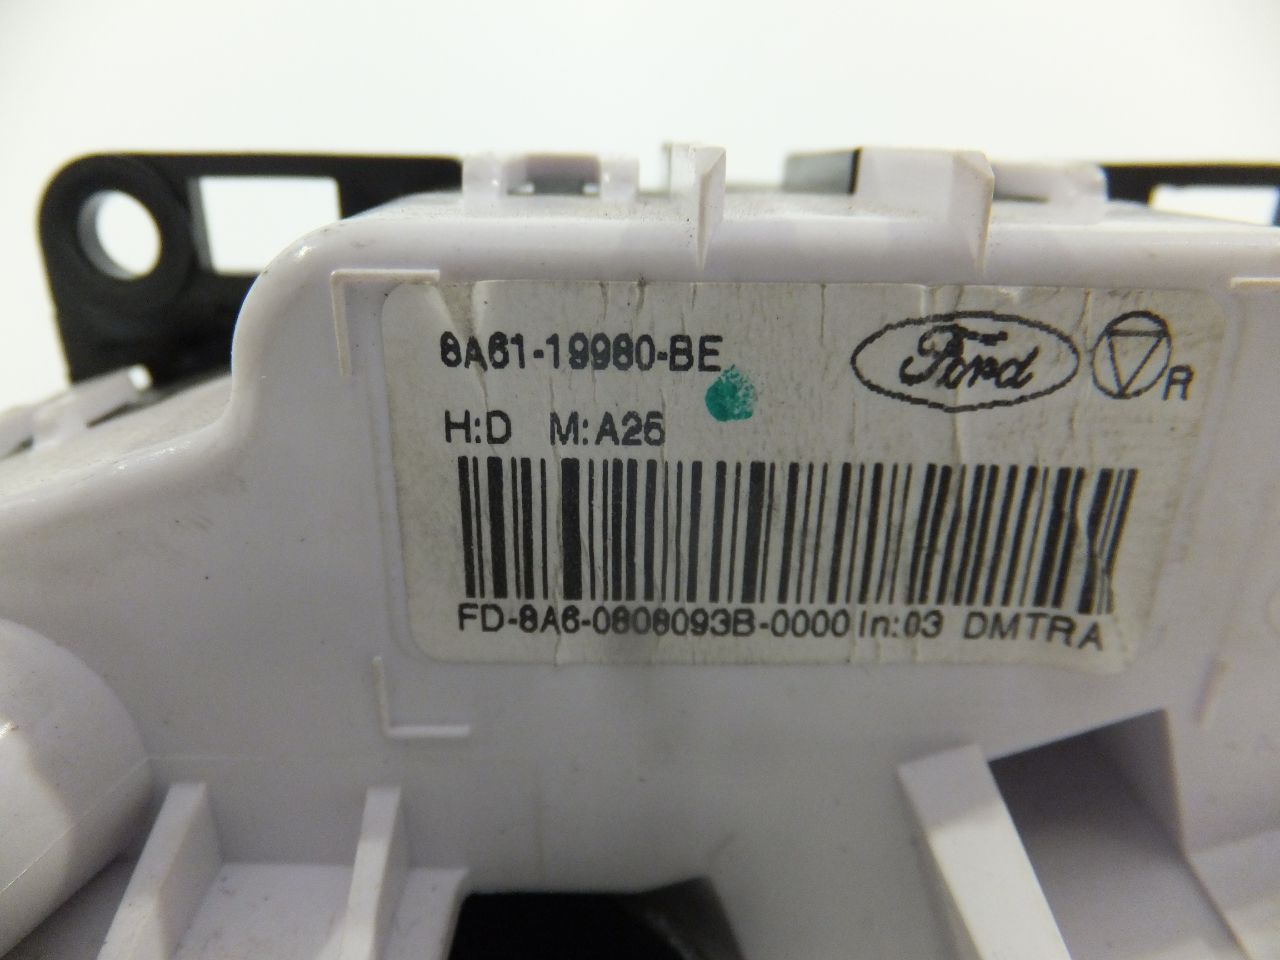 8A61-19980-BE
Ford
R
H:D M:A25
FD-8A6-0808093B-0000 In:03 DMTRA